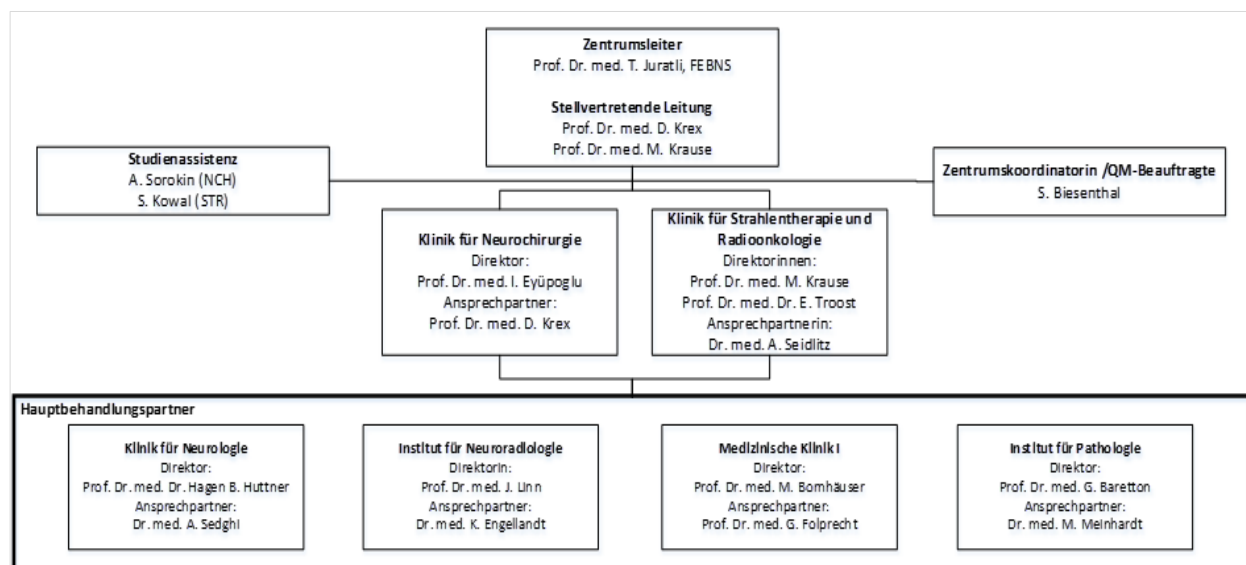 Zentrumsleiter
Prof. Dr. med. T. Juratli, FEBNS
Stellvertretende Leitung
Prof. Dr. med. D. Krex
Prof. Dr. med. M. Krause
Studienassistenz
A. Sorokin (NCH)
S. Kowal (STR)
Zentrumskoordinatorin /QM-Beauftragte
S. Biesenthal
Klinik für Neurochirurgie
Direktor:
Prof. Dr. med. I. Eyüpoglu
Ansprechpartner:
Prof. Dr. med. D. Krex
Klinik für Strahlentherapie und
Radioonkologie
Direktorinnen:
Prof. Dr. med. M. Krause
Prof. Dr. med. Dr. E. Troost
Ansprechpartnerin:
Dr. med. A. Seidlitz
Hauptbehandlungspartner
Klinik für Neurologie
Direktor:
Prof. Dr. med. Dr. Hagen B. Huttner
Ansprechpartner:
Dr. med. A. Sedghi
Institut für Neuroradiologie
Direktorin:
Prof. Dr. med. J. Linn
Ansprechpartner:
Dr. med. K. Engellandt
Medizinische Klinik I
Direktor:
Prof. Dr. med. M. Bornhäuser
Ansprechpartner:
Prof. Dr. med. G. Folprecht
Institut für Pathologie
Direktor:
Prof. Dr. med. G. Baretton
Ansprechpartner:
Dr. med. M. Meinhardt